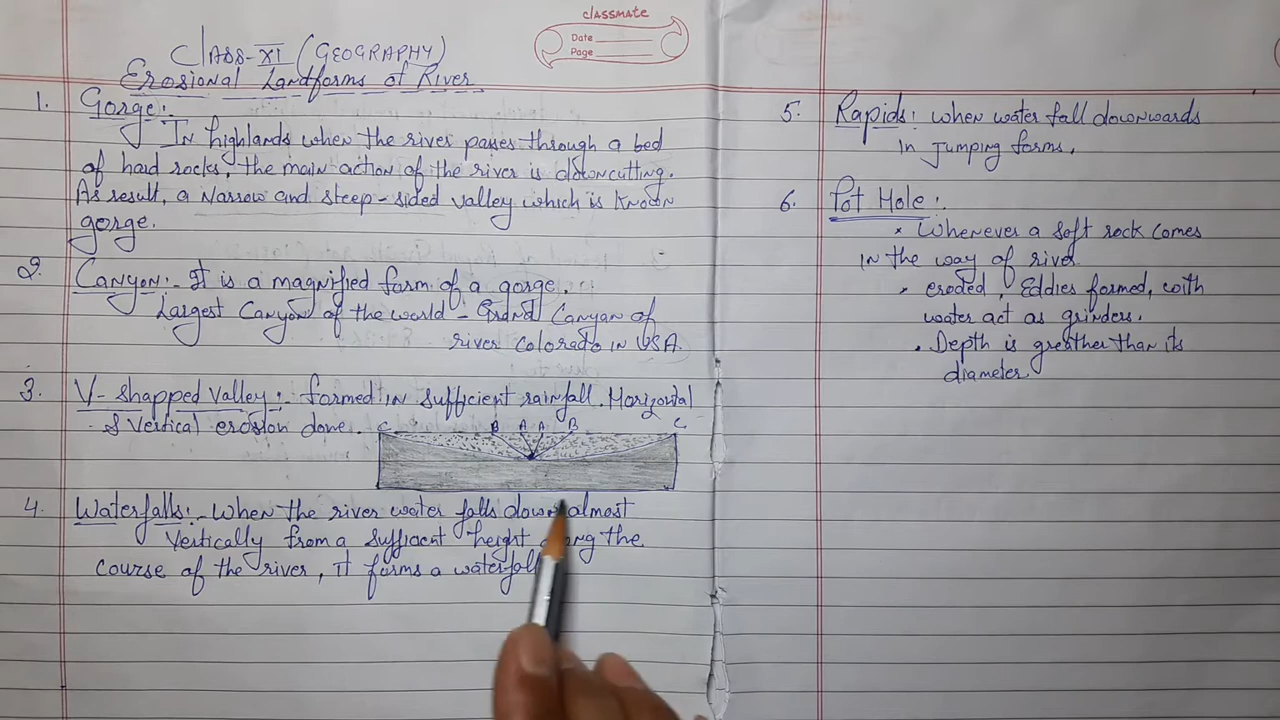 classmate
Date
Page
CLASS-XI (GEOGRAPHY)
Erosional Landforms of River
1. Gorge:
In highlands when the river passes through a bed
of hard rocks, the main action of the river is downcutting.
As result, a Narrow and steep-sided valley which is known
gorge.
2. Canyon:- It is a magnified form of a gorge.
Largest Canyon of the world - Grand Canyan of
river colorado in USA.
3. V-shapped valley:- formed in sufficient rainfall. Horizontal
& vertical erosion done.
C B A A B C
4. Waterfalls:- When the river water falls down almost
vertically from a sufficient height along the
course of the river, it forms a waterfall
5. Rapids: when water fall downwards
in jumping forms.
6. Pot Hole:
* Whenever a soft rock comes
in the way of river
* eroded, Eddies formed, with
water act as grinders.
• Depth is greather than its
diameter